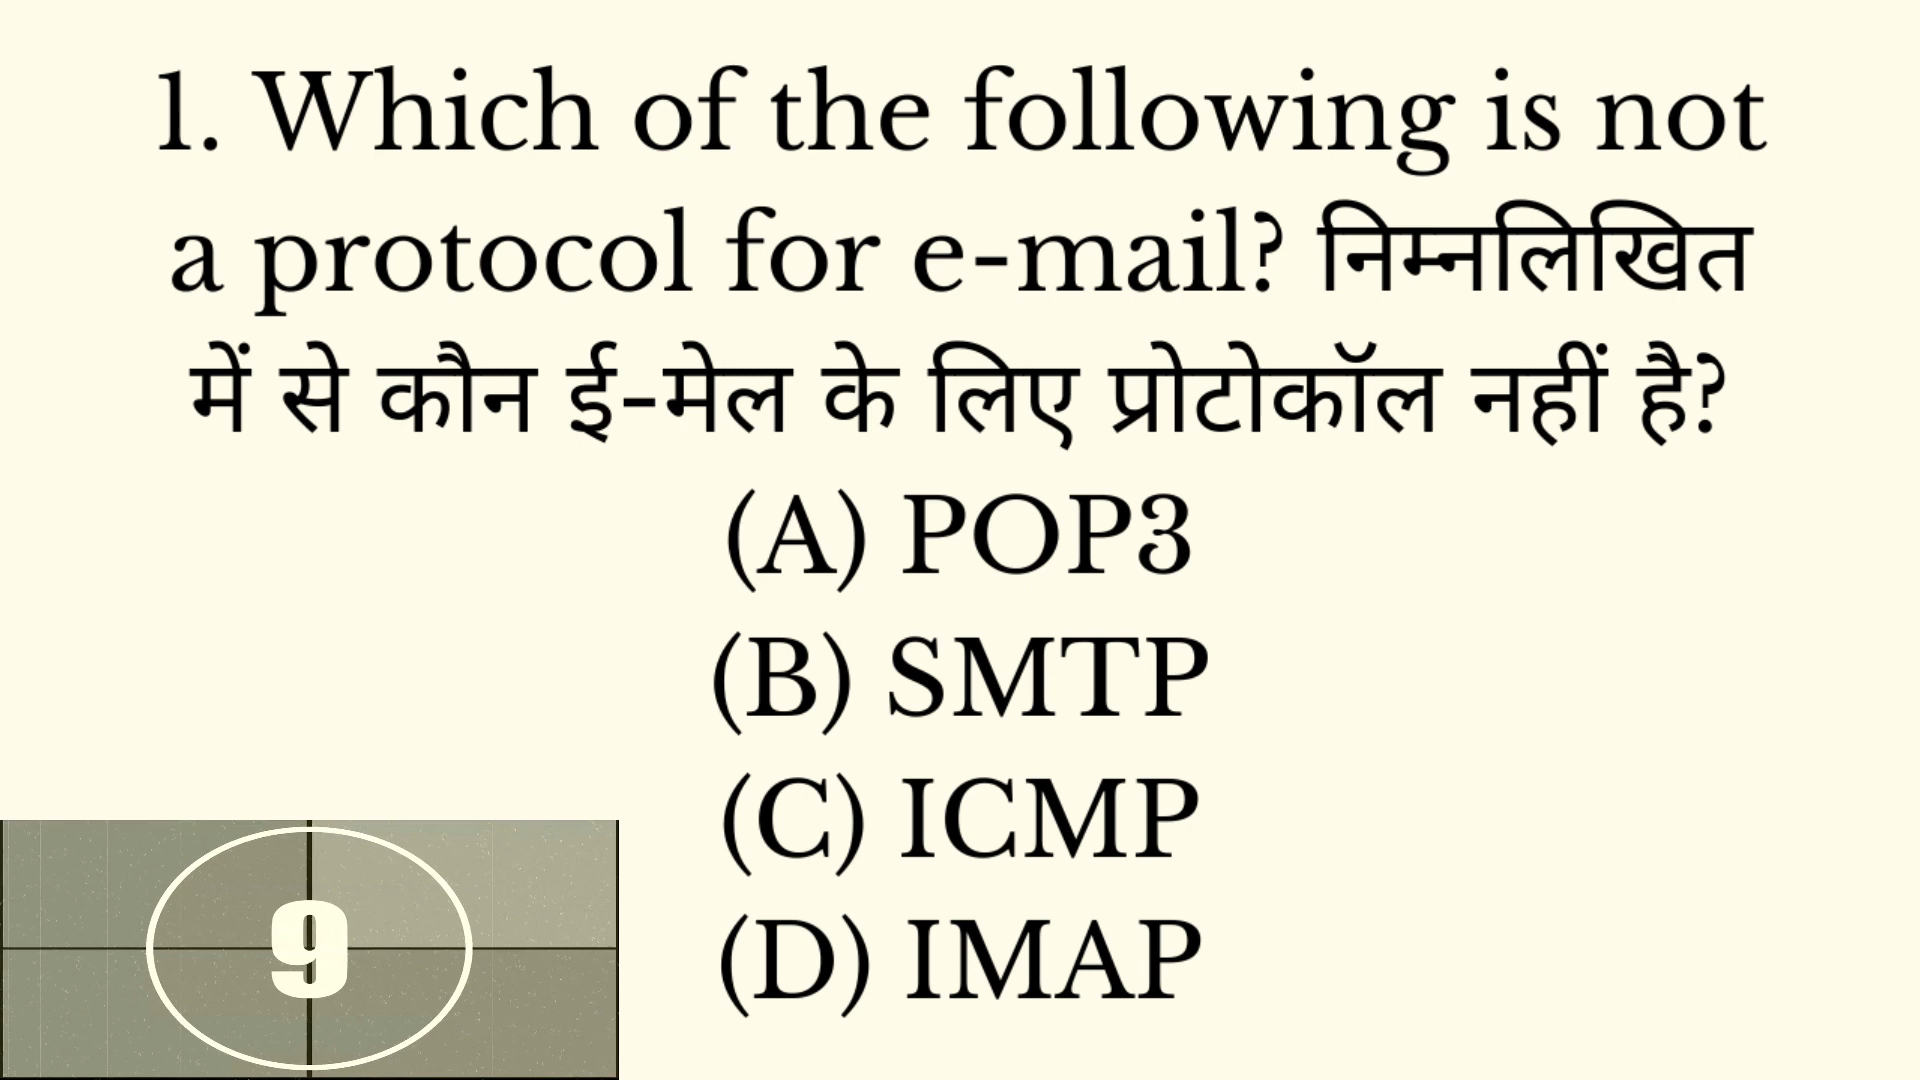 1. Which of the following is not
a protocol for e-mail? निम्नलिखित
में से कौन ई-मेल के लिए प्रोटोकॉल नहीं है?
(A) POP3
(B) SMTP
(C) ICMP
(D) IMAP
9